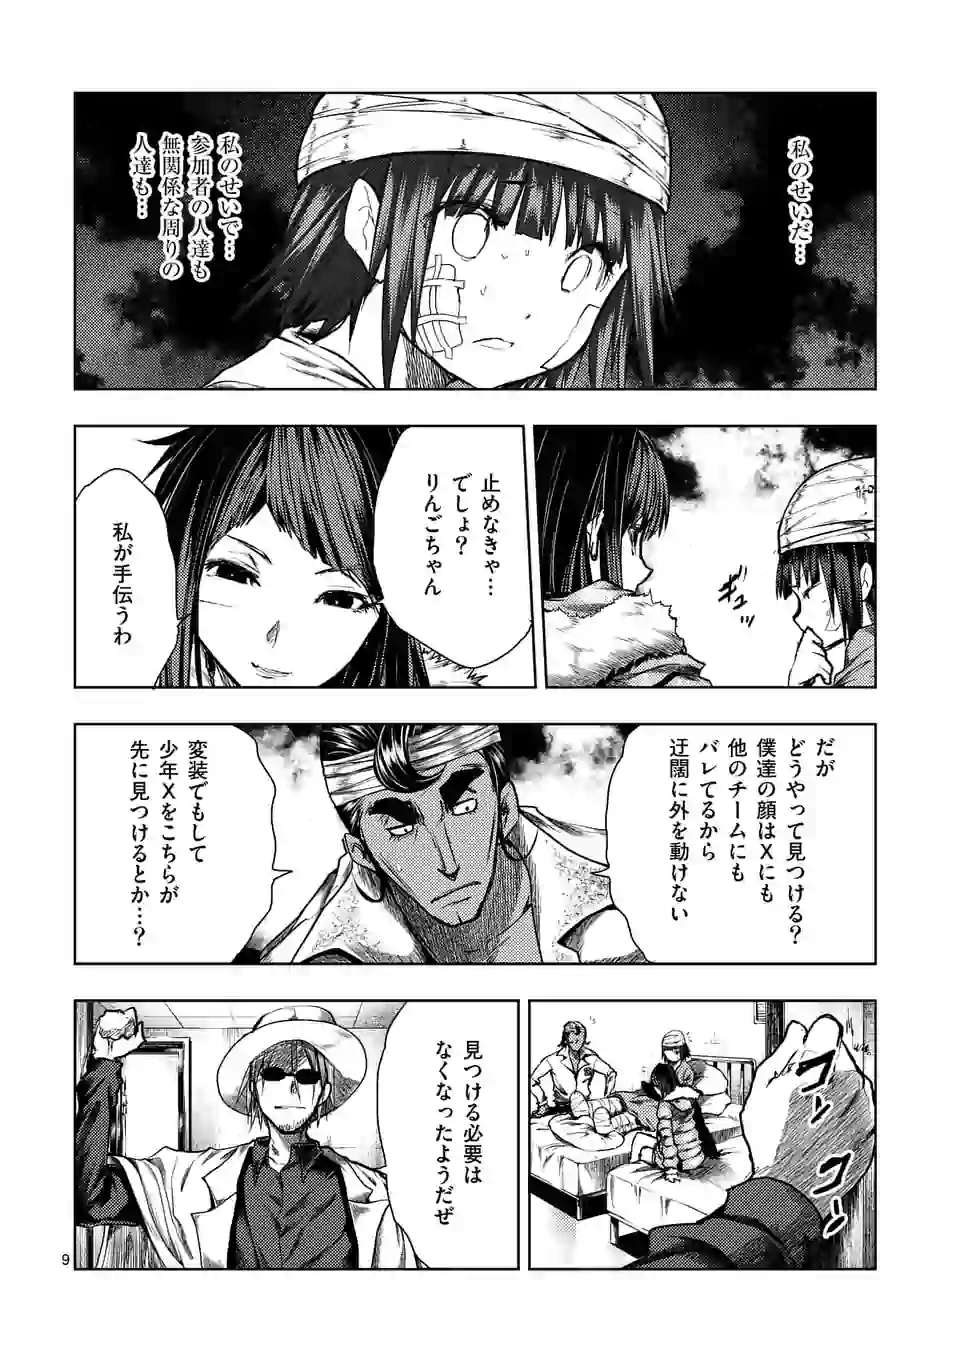 私のせいだ…
私のせいで…
参加者の人達も
無関係な周りの
人達も…
ギュッ
止めなきゃ…
でしょ?
りんごちゃん
私が手伝うわ
だが
どうやって見つける?
僕達の顔はXにも
他のチームにも
バレてるから
迂闊に外を動けない
変装でもして
少年Xをこちらが
先に見つけるとか…?
コンコン
見つける必要は
なくなったようだぜ
9